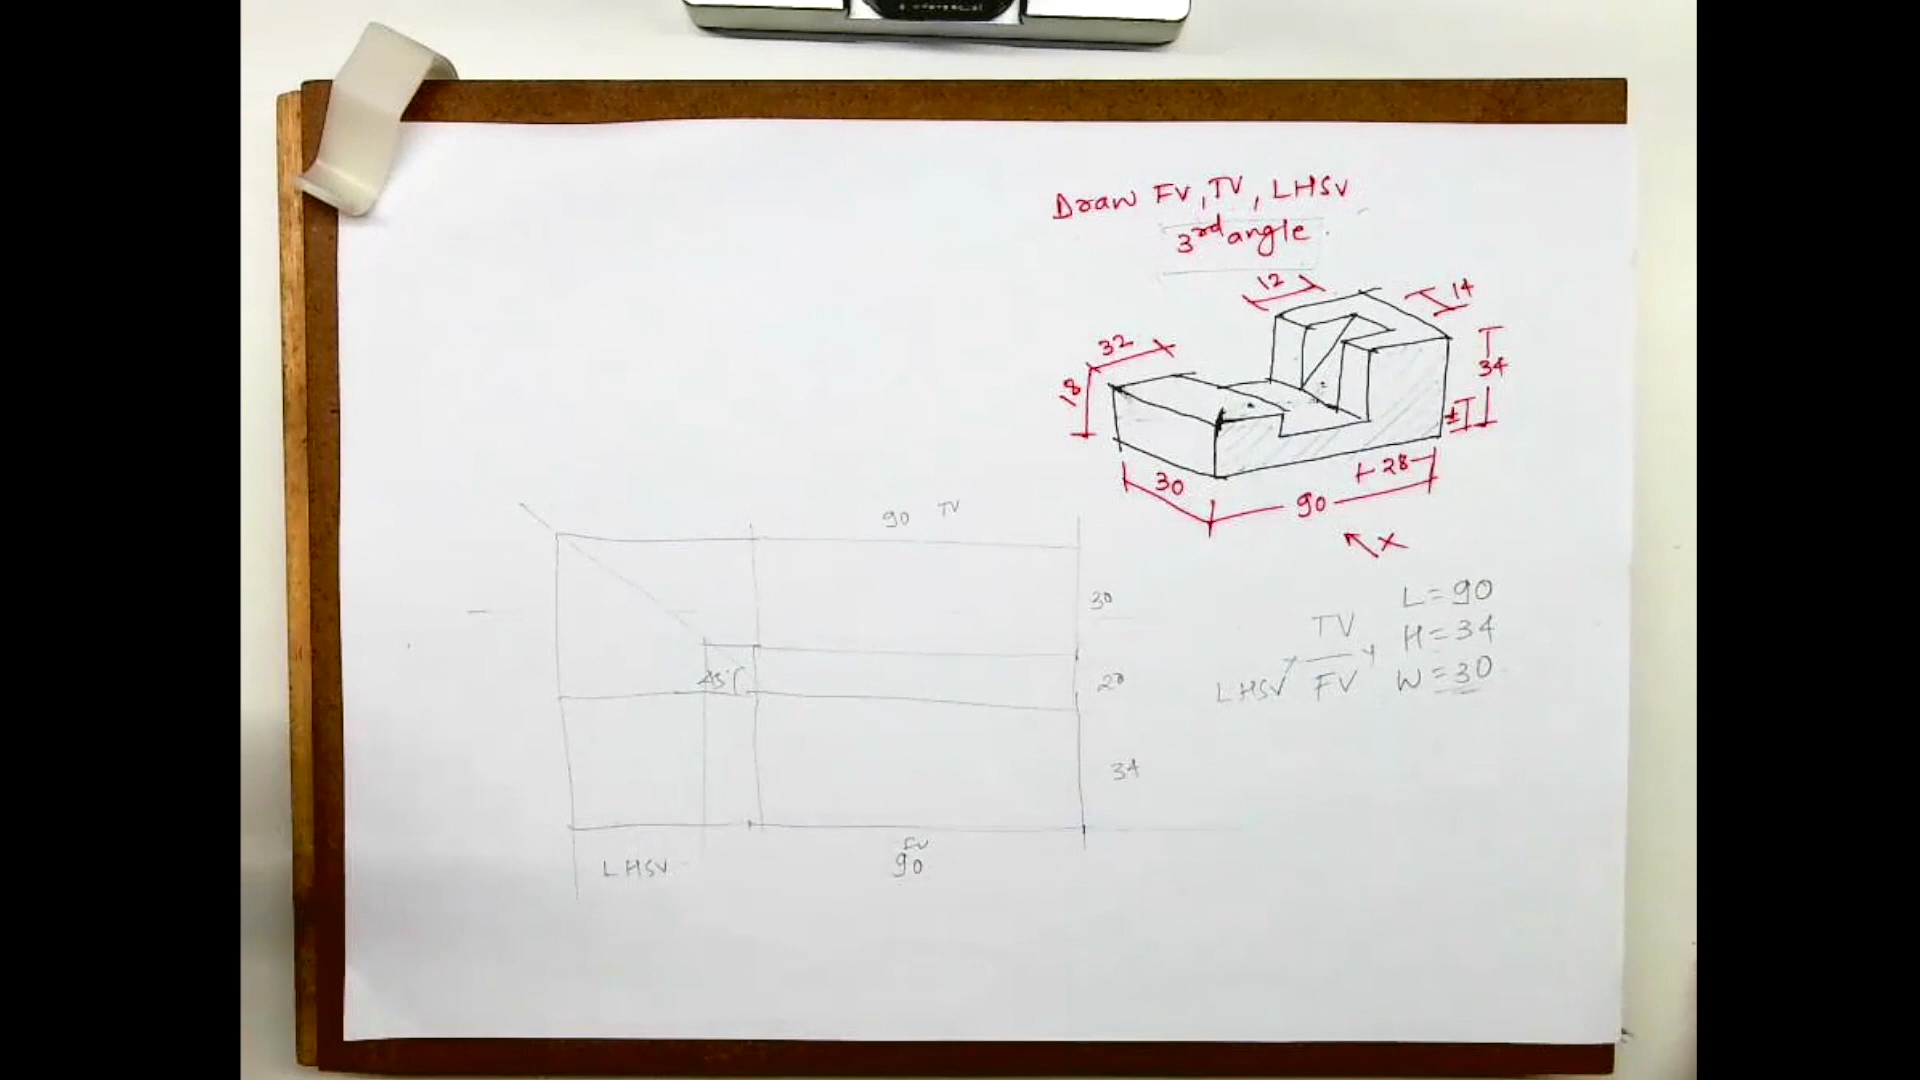 Draw FV, TV, LHSV
3rd angle
12
14
32
18
34
28
30
90
X
90 TV
30
L=90
TV
H=34
LHSV
FV
W=30
45°
20
34
FV
90
LHSV